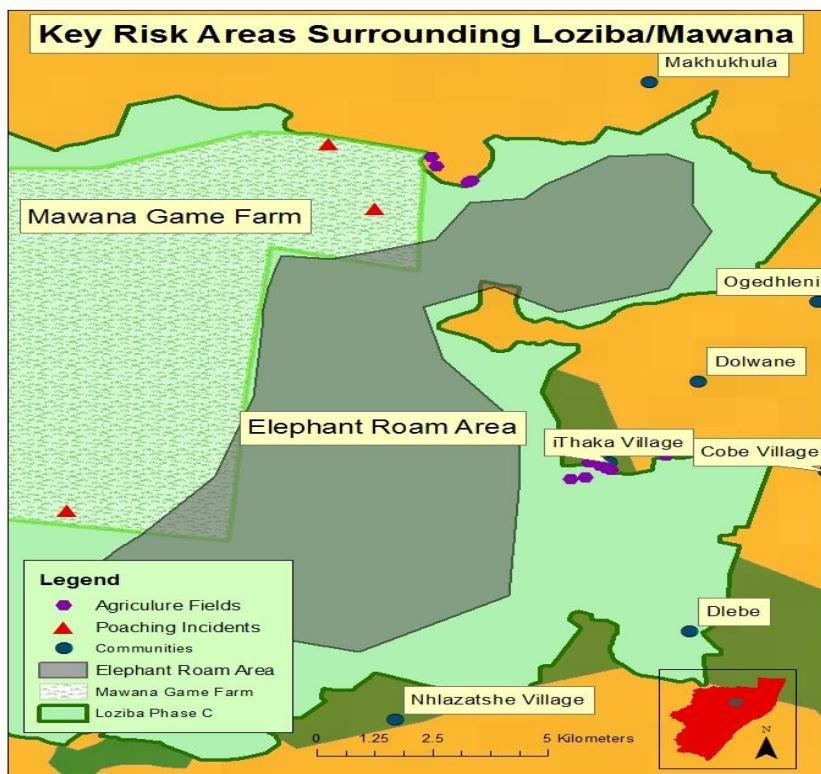 Key Risk Areas Surrounding Loziba/Mawana
Makhukhula
Mawana Game Farm
Ogedhleni
Dolwane
Elephant Roam Area
iThaka Village
Cobe Village
Legend
Agriculure Fields
Poaching Incidents
Communities
Elephant Roam Area
Mawana Game Farm
Loziba Phase C
Dlebe
Nhlazatshe Village
0 1.25 2.5 5 Kilometers
N